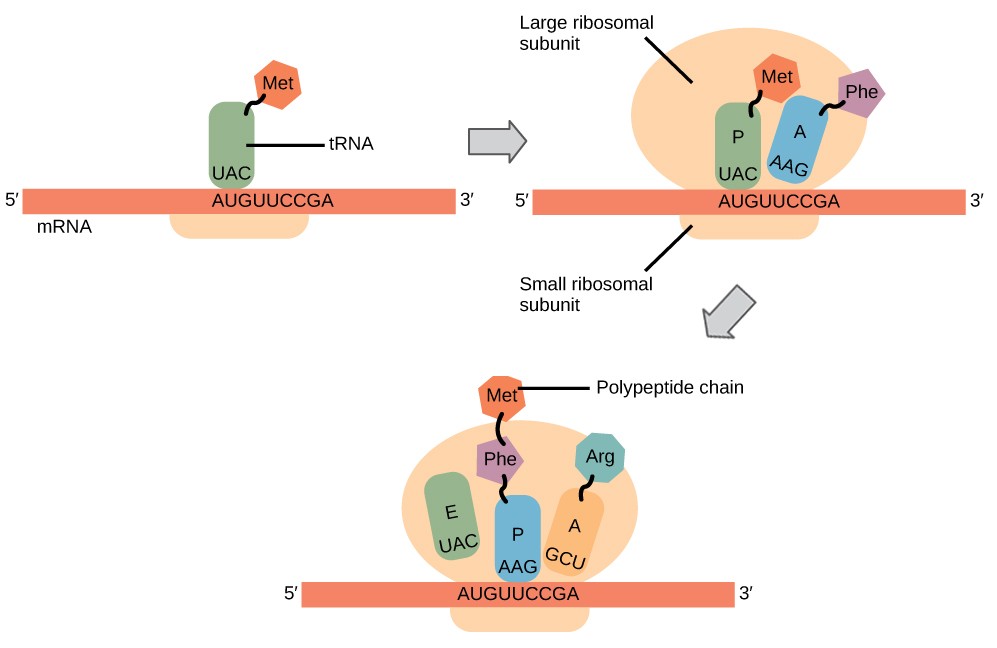 Met
tRNA
UAC
5′ AUGUUCCGA 3′
mRNA
Large ribosomal
subunit
Met
Phe
P
A
UAC
AAG
5′ AUGUUCCGA 3′
Small ribosomal
subunit
Met
Polypeptide chain
Phe
Arg
E
P
A
UAC
AAG
GCU
5′ AUGUUCCGA 3′